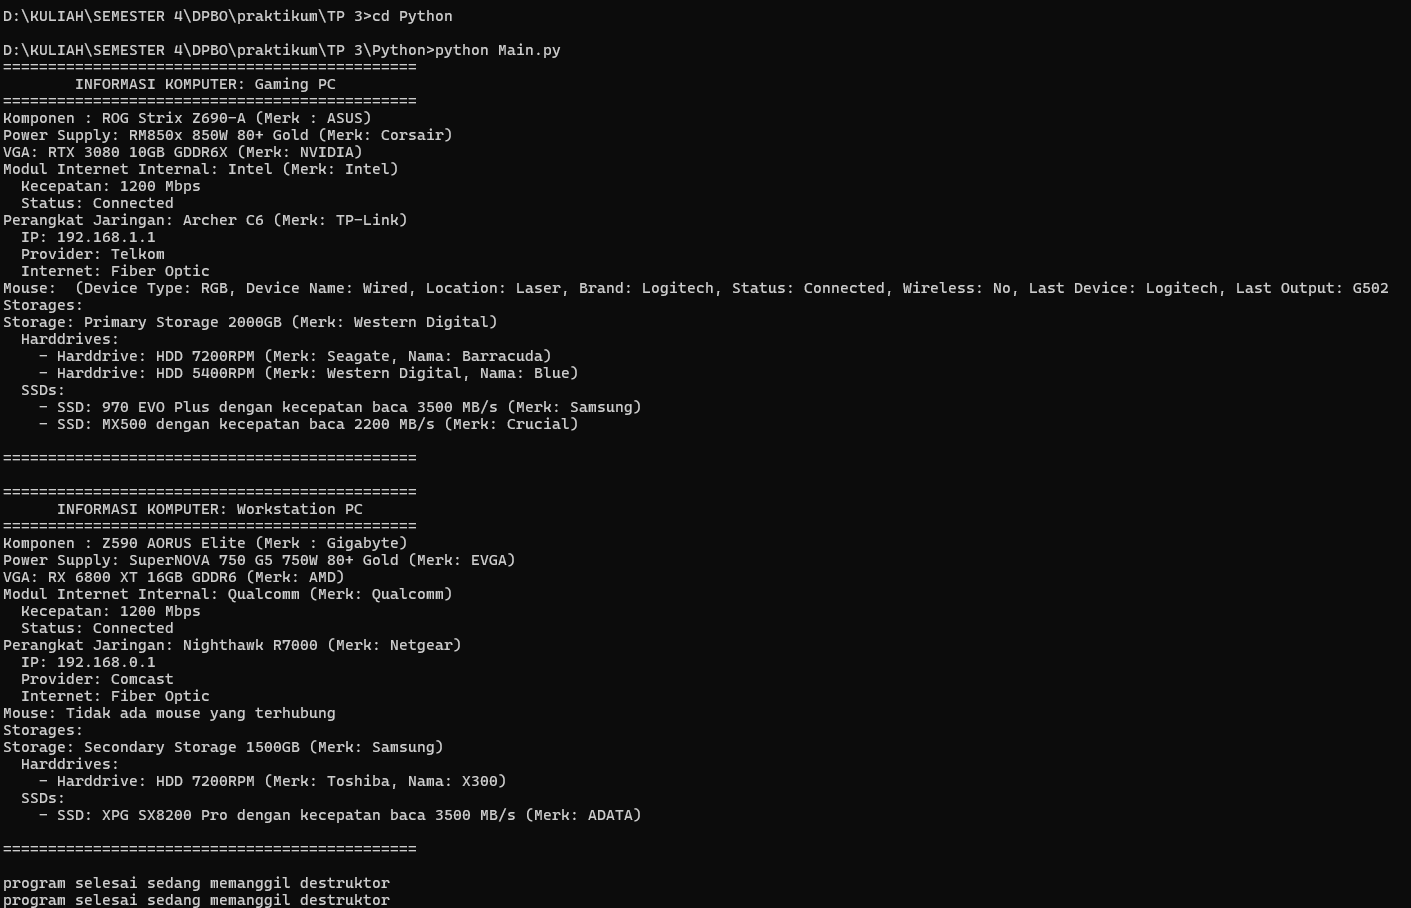 D:\KULIAH\SEMESTER 4\DPBO\praktikum\TP 3>cd Python
D:\KULIAH\SEMESTER 4\DPBO\praktikum\TP 3\Python>python Main.py
==============================================
        INFORMASI KOMPUTER: Gaming PC
==============================================
Komponen : ROG Strix Z690-A (Merk : ASUS)
Power Supply: RM850x 850W 80+ Gold (Merk: Corsair)
VGA: RTX 3080 10GB GDDR6X (Merk: NVIDIA)
Modul Internet Internal: Intel (Merk: Intel)
  Kecepatan: 1200 Mbps
  Status: Connected
Perangkat Jaringan: Archer C6 (Merk: TP-Link)
  IP: 192.168.1.1
  Provider: Telkom
  Internet: Fiber Optic
Mouse:  (Device Type: RGB, Device Name: Wired, Location: Laser, Brand: Logitech, Status: Connected, Wireless: No, Last Device: Logitech, Last Output: G502
Storages:
Storage: Primary Storage 2000GB (Merk: Western Digital)
  Harddrives:
    - Harddrive: HDD 7200RPM (Merk: Seagate, Nama: Barracuda)
    - Harddrive: HDD 5400RPM (Merk: Western Digital, Nama: Blue)
  SSDs:
    - SSD: 970 EVO Plus dengan kecepatan baca 3500 MB/s (Merk: Samsung)
    - SSD: MX500 dengan kecepatan baca 2200 MB/s (Merk: Crucial)
==============================================
==============================================
      INFORMASI KOMPUTER: Workstation PC
==============================================
Komponen : Z590 AORUS Elite (Merk : Gigabyte)
Power Supply: SuperNOVA 750 G5 750W 80+ Gold (Merk: EVGA)
VGA: RX 6800 XT 16GB GDDR6 (Merk: AMD)
Modul Internet Internal: Qualcomm (Merk: Qualcomm)
  Kecepatan: 1200 Mbps
  Status: Connected
Perangkat Jaringan: Nighthawk R7000 (Merk: Netgear)
  IP: 192.168.0.1
  Provider: Comcast
  Internet: Fiber Optic
Mouse: Tidak ada mouse yang terhubung
Storages:
Storage: Secondary Storage 1500GB (Merk: Samsung)
  Harddrives:
    - Harddrive: HDD 7200RPM (Merk: Toshiba, Nama: X300)
  SSDs:
    - SSD: XPG SX8200 Pro dengan kecepatan baca 3500 MB/s (Merk: ADATA)
==============================================
program selesai sedang memanggil destruktor
program selesai sedang memanggil destruktor